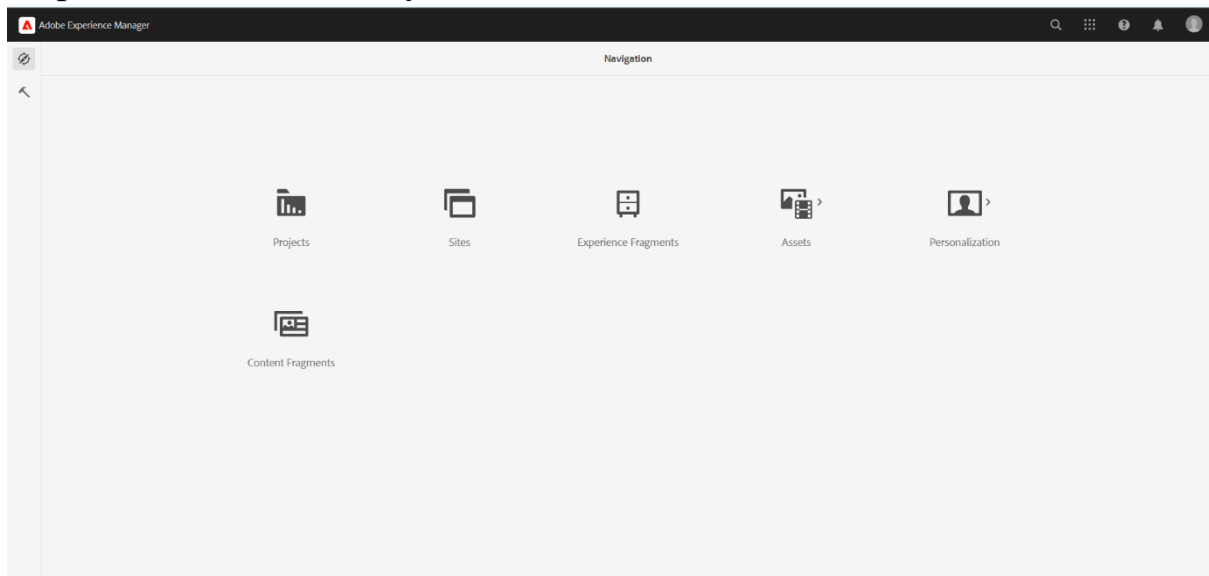 Adobe Experience Manager
Navigation
Projects
Sites
Experience Fragments
Assets
Personalization
Content Fragments